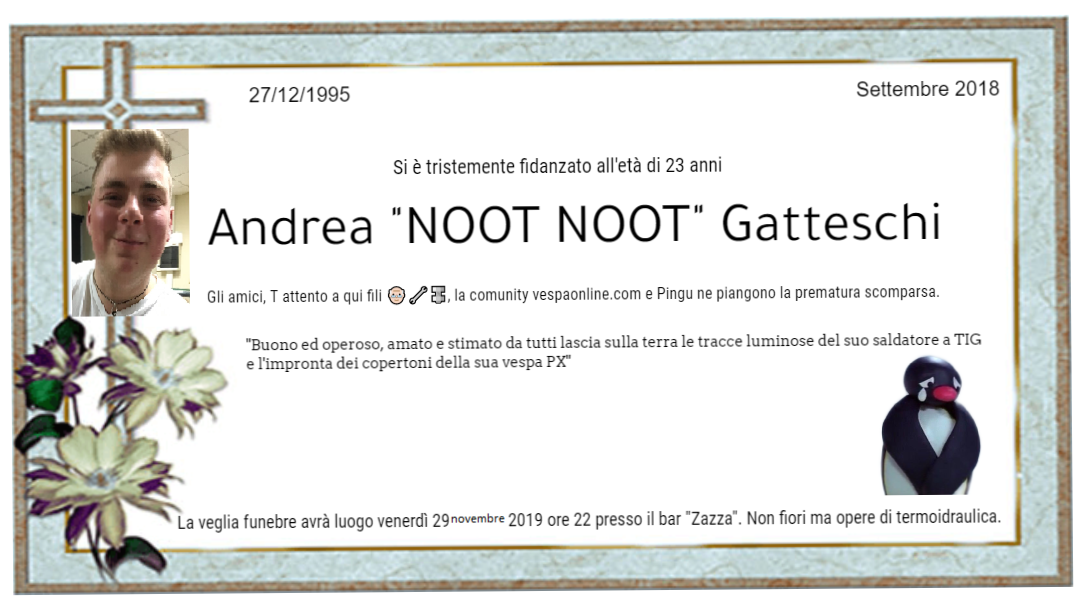 27/12/1995
Settembre 2018
Si è tristemente fidanzato all'età di 23 anni
Andrea "NOOT NOOT" Gatteschi
Gli amici, T attento a qui fili 👴🏻🔧🗜, la comunity vespaonline.com e Pingu ne piangono la prematura scomparsa.
"Buono ed operoso, amato e stimato da tutti lascia sulla terra le tracce luminose del suo saldatore a TIG
e l'impronta dei copertoni della sua vespa PX"
La veglia funebre avrà luogo venerdì 29 novembre 2019 ore 22 presso il bar "Zazza". Non fiori ma opere di termoidraulica.